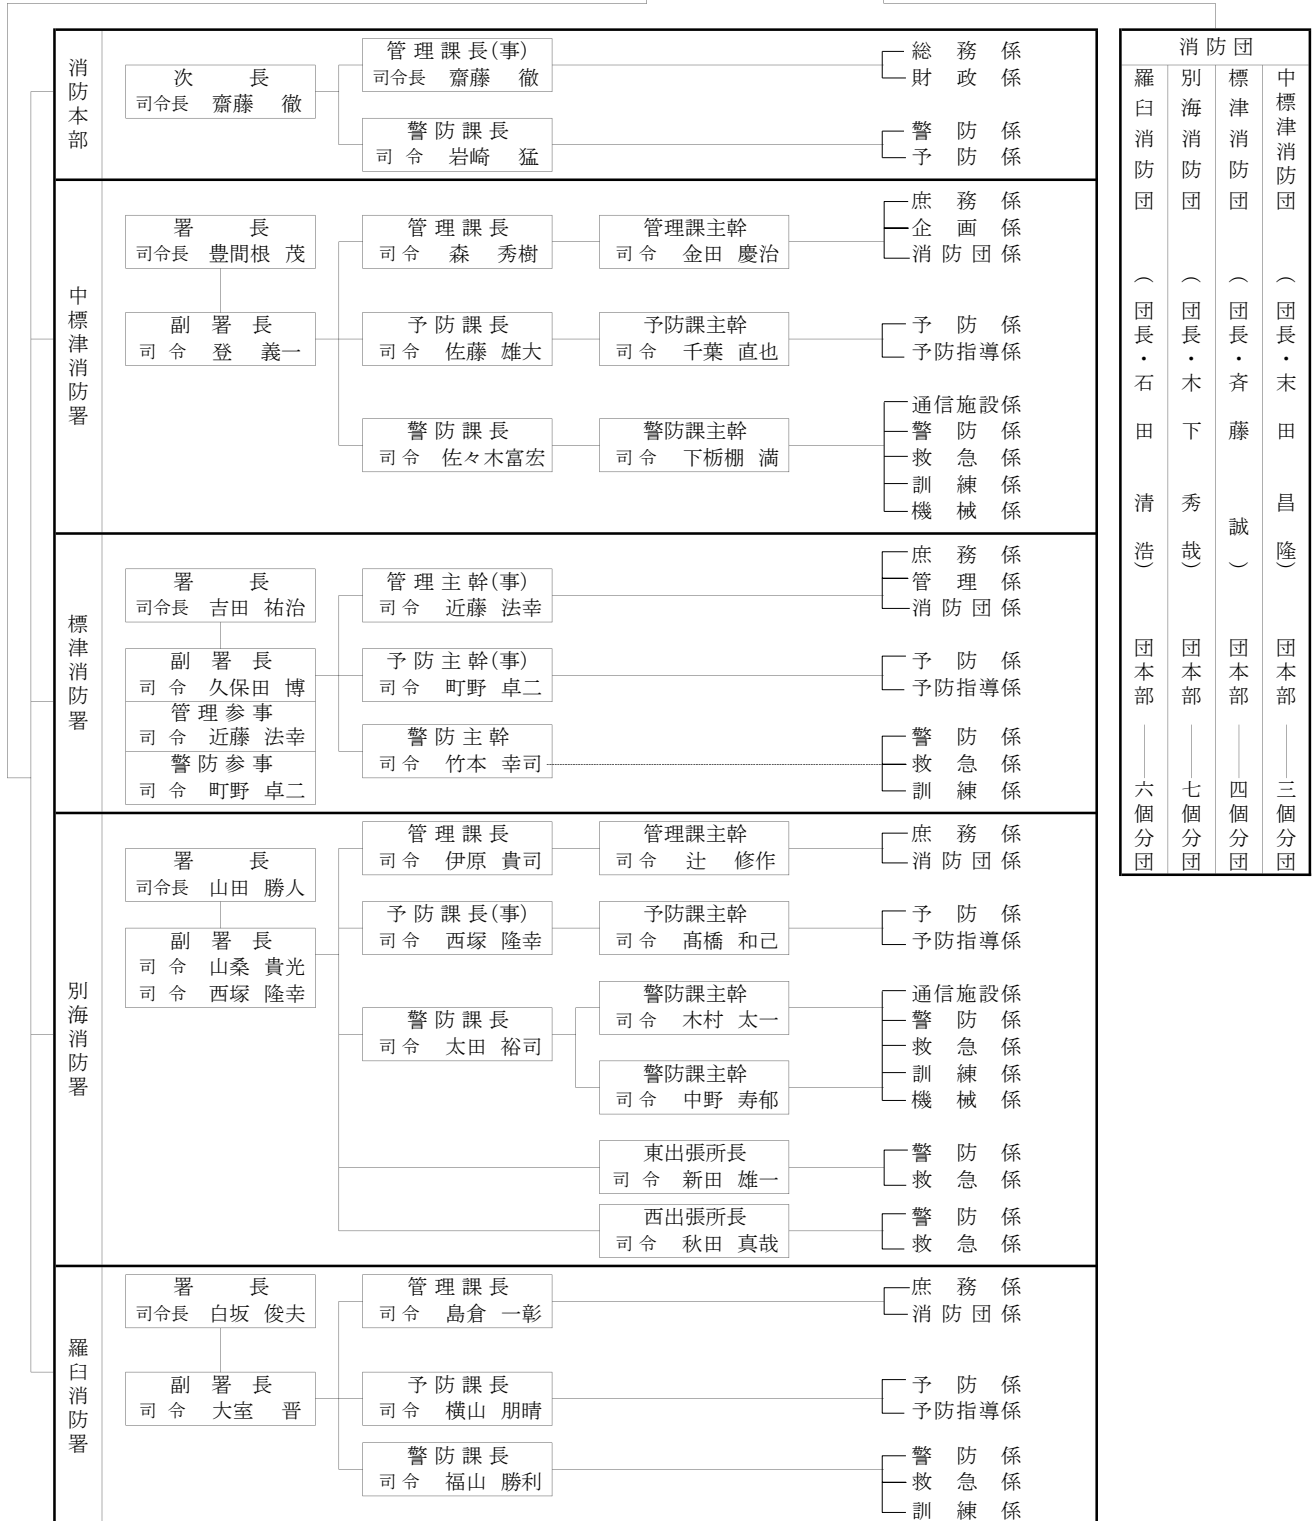 消防本部
次長
司令長 齋藤 徹
管理課長(事)
司令長 齋藤 徹
総務係
財政係
警防課長
司令 岩崎 猛
警防係
予防係
中標津消防署
署長
司令長 豊間根 茂
副署長
司令 登 義一
管理課長
司令 森 秀樹
管理課主幹
司令 金田 慶治
庶務係
企画係
消防団係
予防課長
司令 佐藤 雄大
予防課主幹
司令 千葉 直也
予防係
予防指導係
警防課長
司令 佐々木富宏
警防課主幹
司令 下栃棚 満
通信施設係
警防係
救急係
訓練係
機械係
標津消防署
署長
司令長 吉田 祐治
副署長
司令 久保田 博
管理参事
司令 近藤 法幸
警防参事
司令 町野 卓二
管理主幹(事)
司令 近藤 法幸
庶務係
管理係
消防団係
予防主幹(事)
司令 町野 卓二
予防係
予防指導係
警防主幹
司令 竹本 幸司
警防係
救急係
訓練係
別海消防署
署長
司令長 山田 勝人
副署長
司令 山桑 貴光
司令 西塚 隆幸
管理課長
司令 伊原 貴司
管理課主幹
司令 辻 修作
庶務係
消防団係
予防課長(事)
司令 西塚 隆幸
予防課主幹
司令 髙橋 和己
予防係
予防指導係
警防課長
司令 太田 裕司
警防課主幹
司令 木村 太一
警防課主幹
司令 中野 寿郁
通信施設係
警防係
救急係
訓練係
機械係
東出張所長
司令 新田 雄一
警防係
救急係
西出張所長
司令 秋田 真哉
警防係
救急係
羅臼消防署
署長
司令長 白坂 俊夫
副署長
司令 大室 晋
管理課長
司令 島倉 一彰
庶務係
消防団係
予防課長
司令 横山 朋晴
予防係
予防指導係
警防課長
司令 福山 勝利
警防係
救急係
訓練係
消防団
中標津消防団(団長・末田 昌隆) 団本部 三個分団
標津消防団(団長・斉藤 誠) 団本部 四個分団
別海消防団(団長・木下 秀哉) 団本部 七個分団
羅臼消防団(団長・石田 清浩) 団本部 六個分団